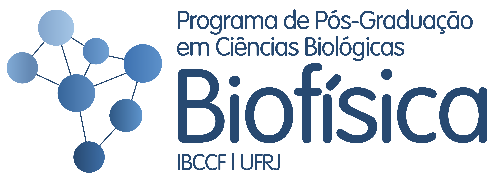 Programa de Pós-Graduação
em Ciências Biológicas
Biofísica
IBCCF | UFRJ